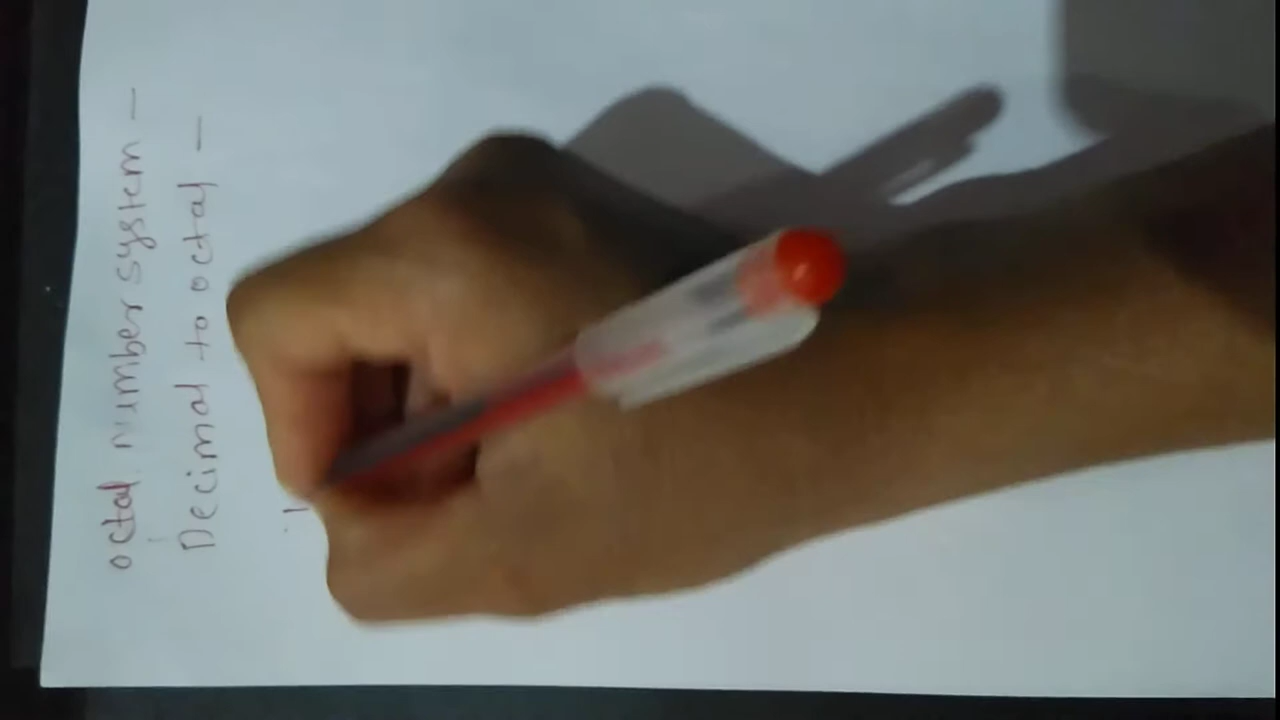 octal number system —
Decimal to octal —